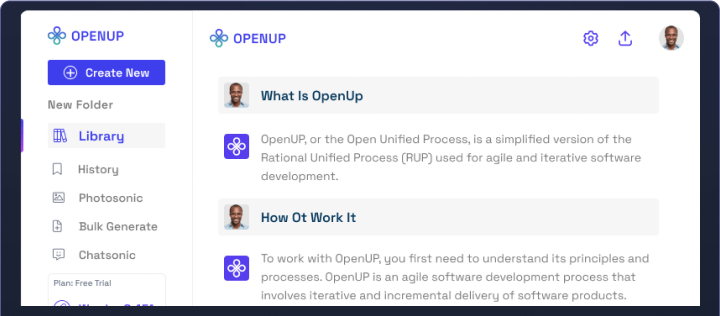 OPENUP
Create New
New Folder
Library
History
Photosonic
Bulk Generate
Chatsonic
Plan: Free Trial
OPENUP
What Is OpenUp
OpenUP, or the Open Unified Process, is a simplified version of the
Rational Unified Process (RUP) used for agile and iterative software
development.
How Ot Work It
To work with OpenUP, you first need to understand its principles and
processes. OpenUP is an agile software development process that
involves iterative and incremental delivery of software products.